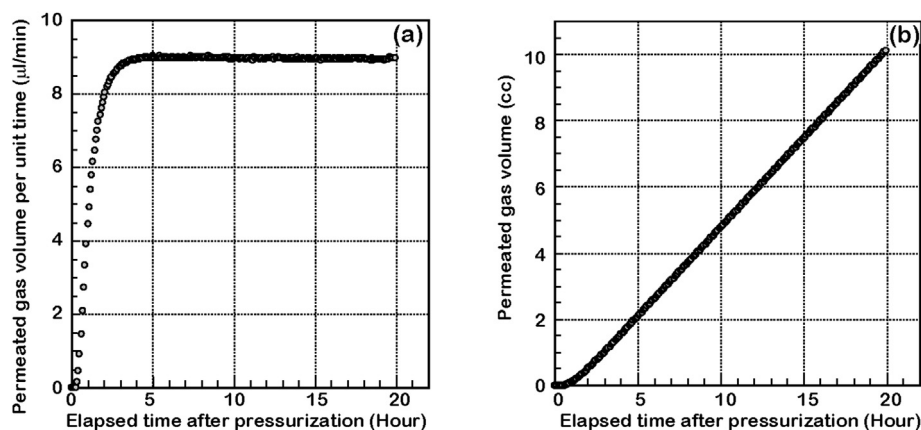 (a)
Permeated gas volume per unit time (µl/min)
10
8
6
4
2
0
0 5 10 15 20
Elapsed time after pressurization (Hour)
(b)
Permeated gas volume (cc)
10
8
6
4
2
0
0 5 10 15 20
Elapsed time after pressurization (Hour)